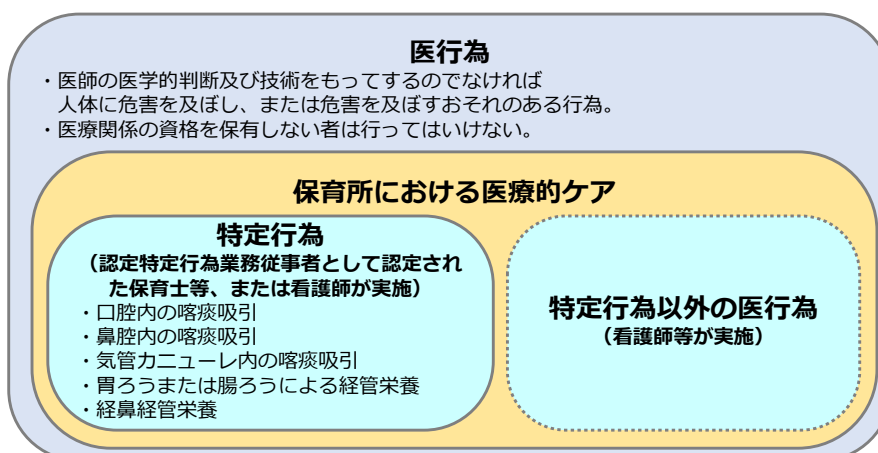 医行為
・医師の医学的判断及び技術をもってするのでなければ
人体に危害を及ぼし、または危害を及ぼすおそれのある行為。
・医療関係の資格を保有しない者は行ってはいけない。
保育所における医療的ケア
特定行為
（認定特定行為業務従事者として認定され
た保育士等、または看護師が実施）
・口腔内の喀痰吸引
・鼻腔内の喀痰吸引
・気管カニューレ内の喀痰吸引
・胃ろうまたは腸ろうによる経管栄養
・経鼻経管栄養
特定行為以外の医行為
（看護師等が実施）